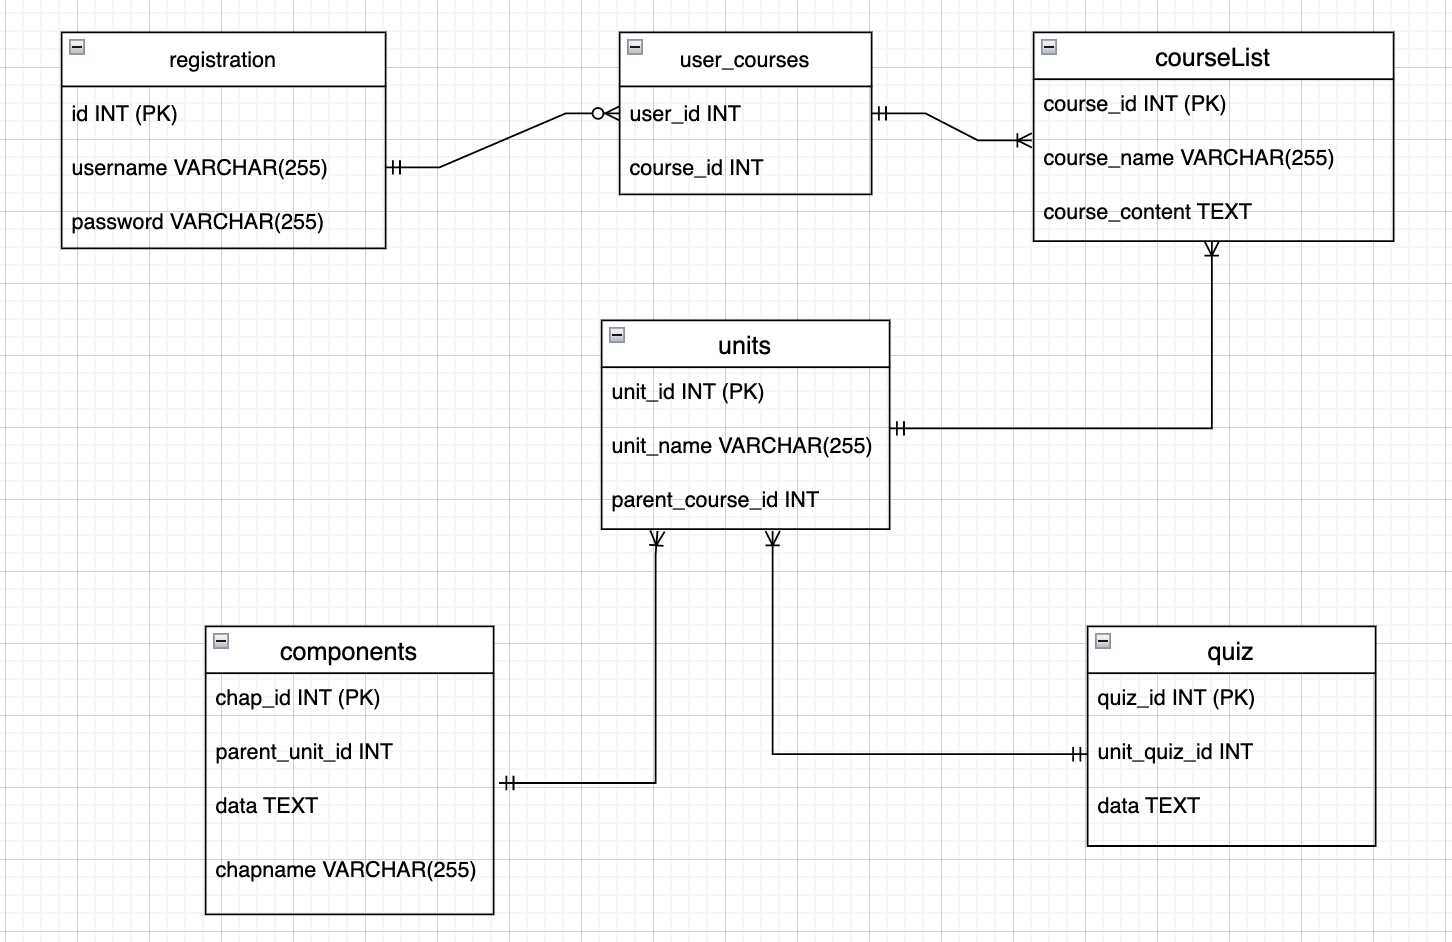 registration
id INT (PK)
username VARCHAR(255)
password VARCHAR(255)
user_courses
user_id INT
course_id INT
courseList
course_id INT (PK)
course_name VARCHAR(255)
course_content TEXT
units
unit_id INT (PK)
unit_name VARCHAR(255)
parent_course_id INT
components
chap_id INT (PK)
parent_unit_id INT
data TEXT
chapname VARCHAR(255)
quiz
quiz_id INT (PK)
unit_quiz_id INT
data TEXT